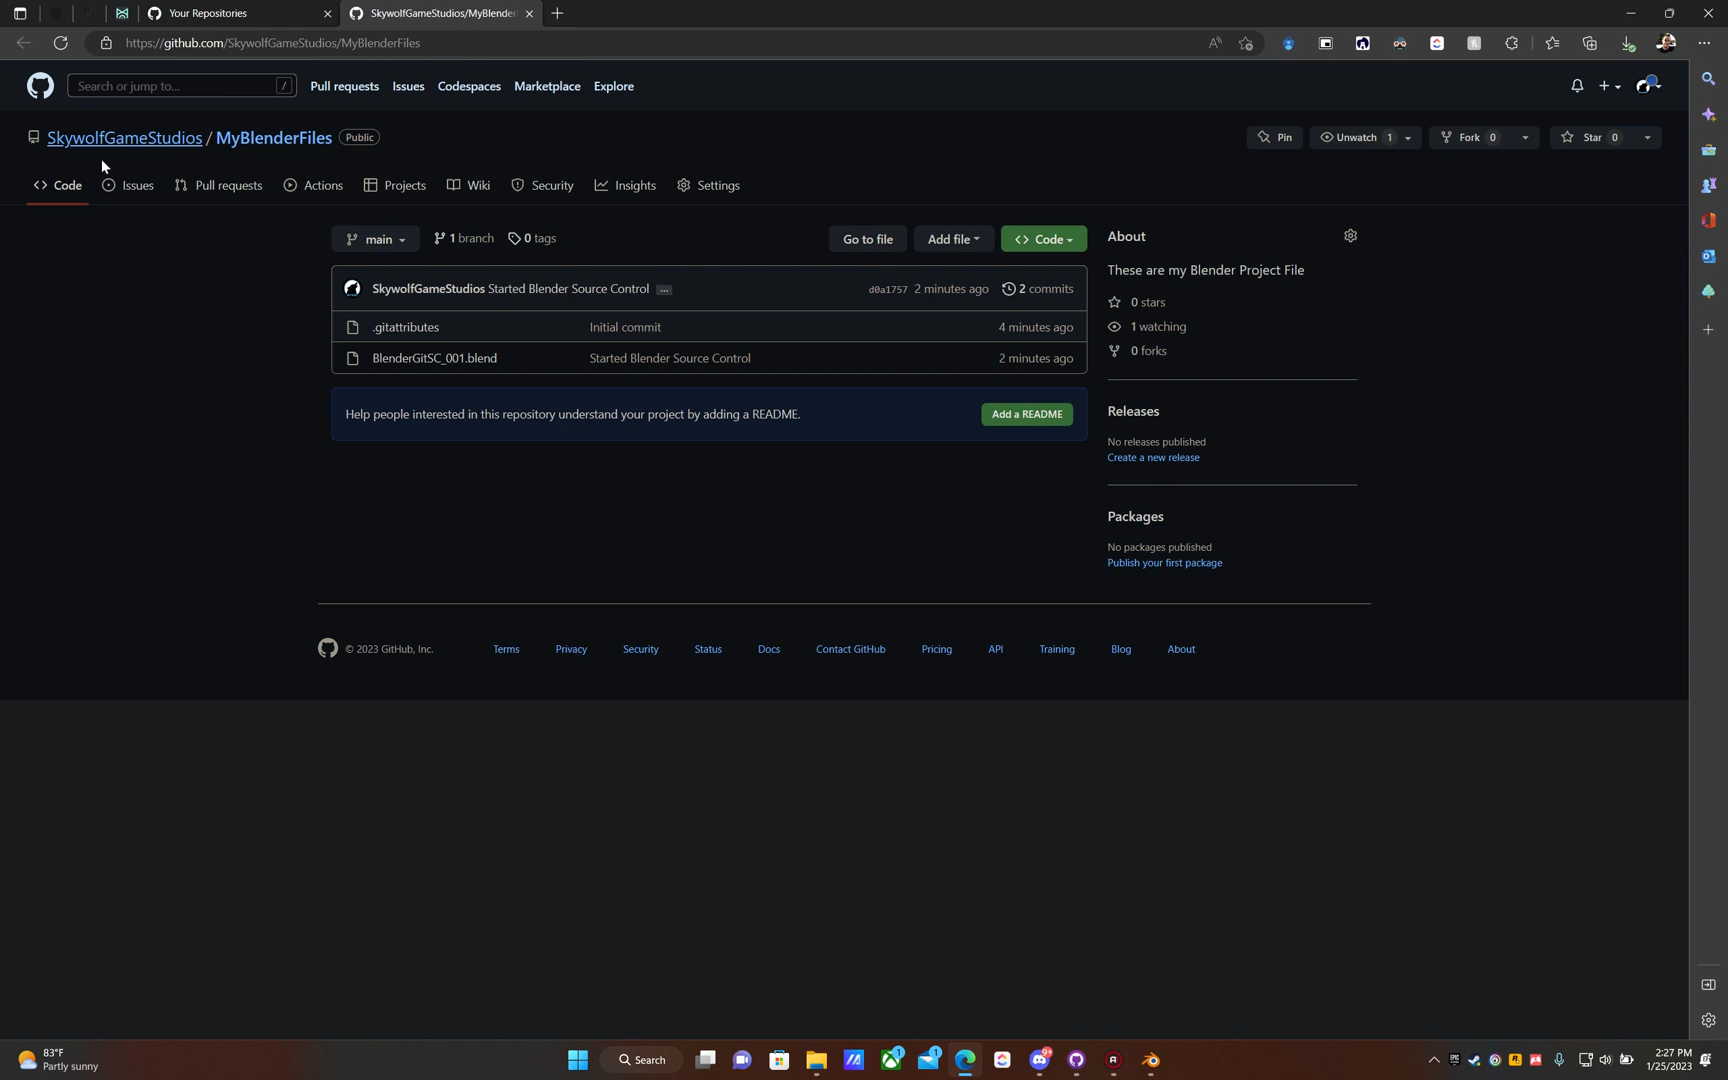 Your Repositories
SkywolfGameStudios/MyBlender
https://github.com/SkywolfGameStudios/MyBlenderFiles
Search or jump to...
/
Pull requests
Issues
Codespaces
Marketplace
Explore
SkywolfGameStudios / MyBlenderFiles
Public
Pin
Unwatch 1
Fork 0
Star 0
Code
Issues
Pull requests
Actions
Projects
Wiki
Security
Insights
Settings
main
1 branch
0 tags
Go to file
Add file
Code
About
SkywolfGameStudios Started Blender Source Control ...
d0a1757 2 minutes ago
2 commits
These are my Blender Project File
.gitattributes
Initial commit
4 minutes ago
BlenderGitSC_001.blend
Started Blender Source Control
2 minutes ago
0 stars
1 watching
0 forks
Help people interested in this repository understand your project by adding a README.
Add a README
Releases
No releases published
Create a new release
Packages
No packages published
Publish your first package
© 2023 GitHub, Inc.
Terms
Privacy
Security
Status
Docs
Contact GitHub
Pricing
API
Training
Blog
About
83°F
Partly sunny
Search
2:27 PM
1/25/2023